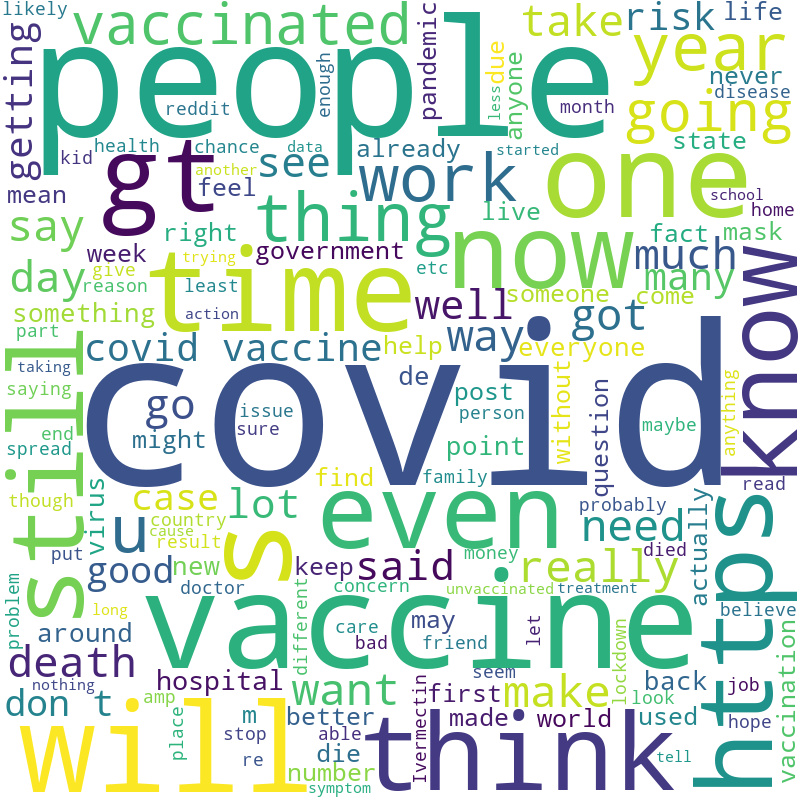 likely
vaccinated
take
risk
life
people
year
getting
pandemic
due
less
anyone
enough
reddit
month
never
disease
going
state
kid
health
chance
data
already
started
another
see
feel
mean
gt
work
one
school
home
say
right
thing
live
fact
mask
week
government
now
much
day
give
trying
reason
least
time
etc
many
something
action
well
someone
come
got
know
part
covid vaccine
help
way
everyone
taking
still
covid
de
saying
go
issue
sure
post
person
without
question
maybe
anything
might
end
spread
point
find
family
read
though
virus
case
lot
even
probably
country
cause
result
u
s
need
actually
https
put
good
new
keep
said
money
really
died
doctor
concern
unvaccinated
treatment
problem
long
vaccine
different
believe
around
care
bad
may
friend
let
lockdown
vaccination
death
nothing
hospital
seem
back
job
want
Ivermectin
first
make
look
don t
amp
place
m
better
made
world
used
hope
will
stop
able
think
re
die
number
tell
symptom